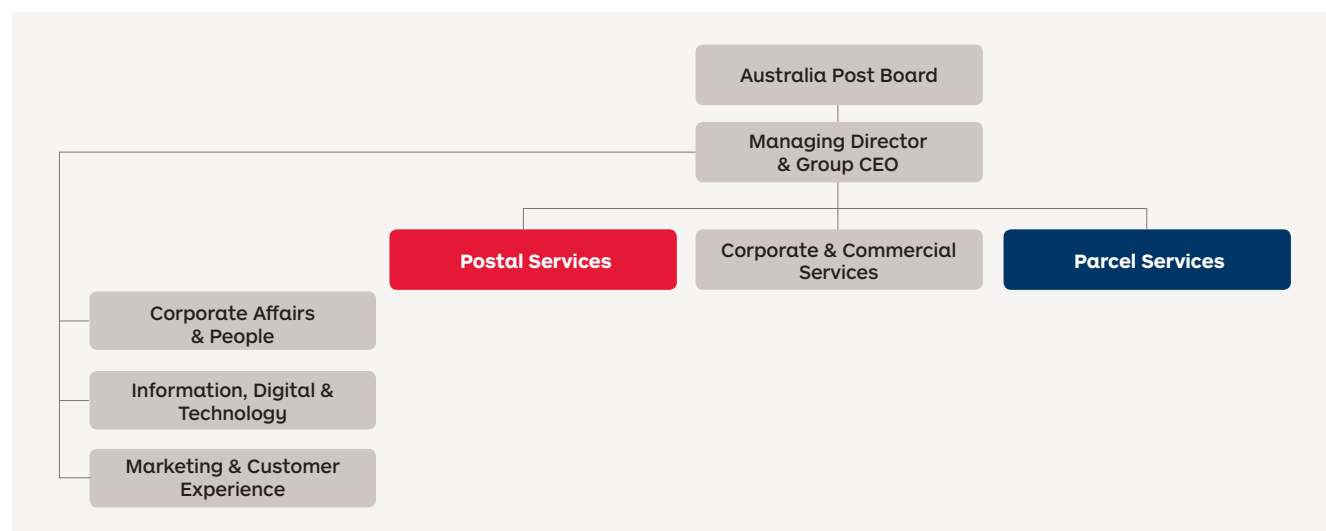 Australia Post Board
Managing Director
& Group CEO
Postal Services
Corporate & Commercial
Services
Parcel Services
Corporate Affairs
& People
Information, Digital &
Technology
Marketing & Customer
Experience